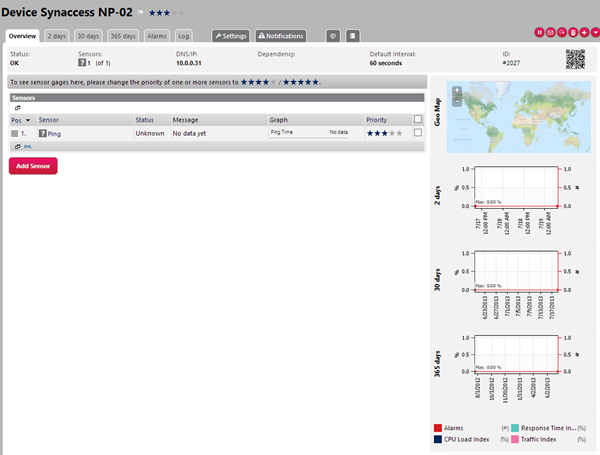 Device Synaccess NP-02
Overview 2 days 30 days 365 days Alarms Log Settings Notifications
Status: Sensors: DNS/IP: Dependency: Default Interval: ID:
OK ? 1 (of 1) 10.0.0.31 60 seconds #2027
To see sensor gages here, please change the priority of one or more sensors to ★★★★★ / ★★★★★.
Sensors
Pos Sensor Status Message Graph Priority
1. ? Ping Unknown No data yet Ping Time No data
Add Sensor
Geo Map
+
-
2 days
%
#
1.0
0.5
0.0
1.0
0.5
0.0
Max: 0.00 %
7/17 12:00 PM
7/18 12:00 AM
7/18 12:00 PM
7/19 12:00 AM
30 days
%
#
1.0
0.5
0.0
1.0
0.5
0.0
Max: 0.00 %
6/23/2013
6/27/2013
7/1/2013
7/5/2013
7/9/2013
7/13/2013
7/17/2013
365 days
%
#
1.0
0.5
0.0
1.0
0.5
0.0
Max: 0.00 %
8/1/2012
10/1/2012
11/30/2012
1/31/2013
4/2/2013
6/2/2013
Alarms (#) Response Time In... (%)
CPU Load Index (%) Traffic Index (%)